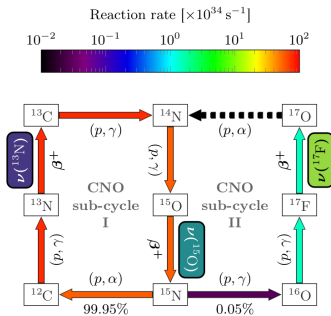 Reaction rate [×10³⁴ s⁻¹]
10⁻² 10⁻¹ 10⁰ 10¹ 10²
¹³C ¹⁴N ¹⁷O
(p, γ) (p, α)
ν(¹³N) β⁺ (p, γ) β⁺ ν(¹⁷F)
CNO sub-cycle I
CNO sub-cycle II
¹³N ¹⁵O ¹⁷F
(p, γ) β⁺ ν(¹⁵O) (p, γ)
(p, α) (p, γ)
¹²C ¹⁵N ¹⁶O
99.95% 0.05%